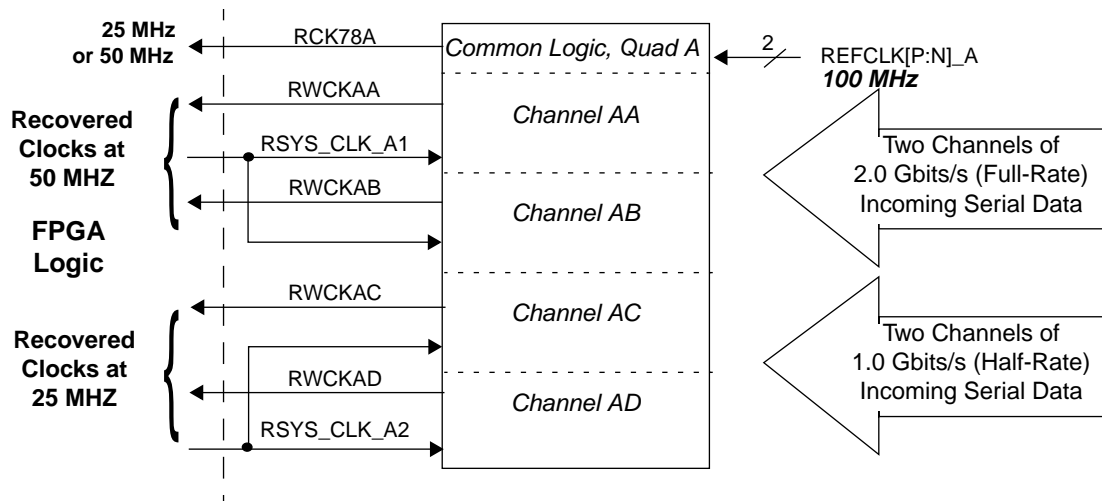 25 MHz
or 50 MHz
RCK78A
Common Logic, Quad A
2
REFCLK[P:N]_A
100 MHz
RWCKAA
Channel AA
Recovered
Clocks at
50 MHZ
RSYS_CLK_A1
RWCKAB
Channel AB
Two Channels of
2.0 Gbits/s (Full-Rate)
Incoming Serial Data
FPGA
Logic
RWCKAC
Channel AC
Recovered
Clocks at
25 MHZ
RWCKAD
Channel AD
RSYS_CLK_A2
Two Channels of
1.0 Gbits/s (Half-Rate)
Incoming Serial Data